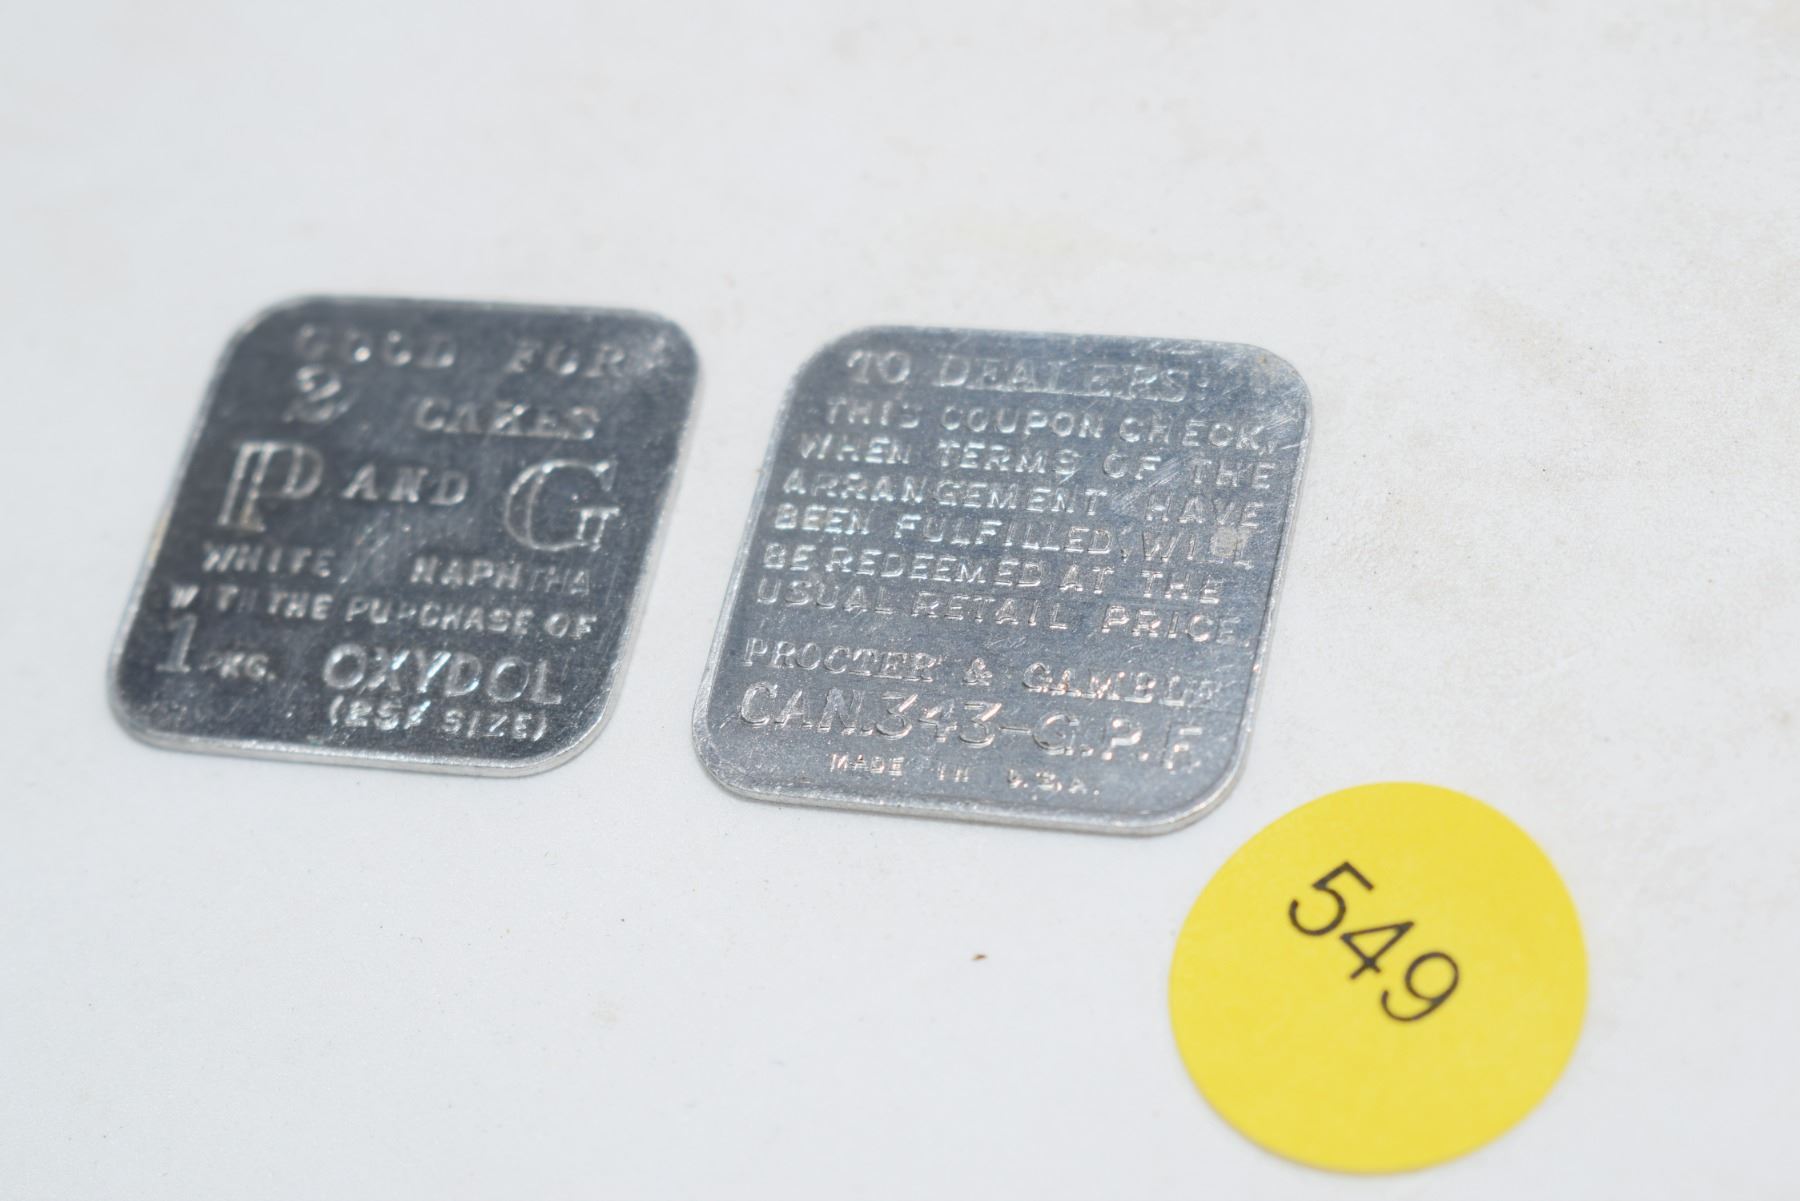 GOOD FOR
2 CAKES
P AND G
WHITE NAPHTHA
WITH THE PURCHASE OF
1 PKG. OXYDOL
(25¢ SIZE)
TO DEALERS:
THIS COUPON CHECK,
WHEN TERMS OF THE
ARRANGEMENT HAVE
BEEN FULFILLED, WILL
BE REDEEMED AT THE
USUAL RETAIL PRICE
PROCTER & GAMBLE
CAN.343-G.P.F.
MADE IN U.S.A.
549